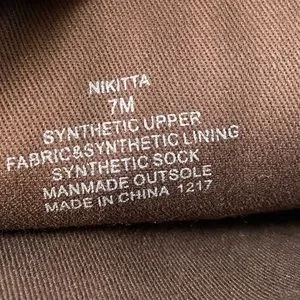 NIKITTA
7M
SYNTHETIC UPPER
FABRIC&SYNTHETIC LINING
SYNTHETIC SOCK
MANMADE OUTSOLE
MADE IN CHINA 1217